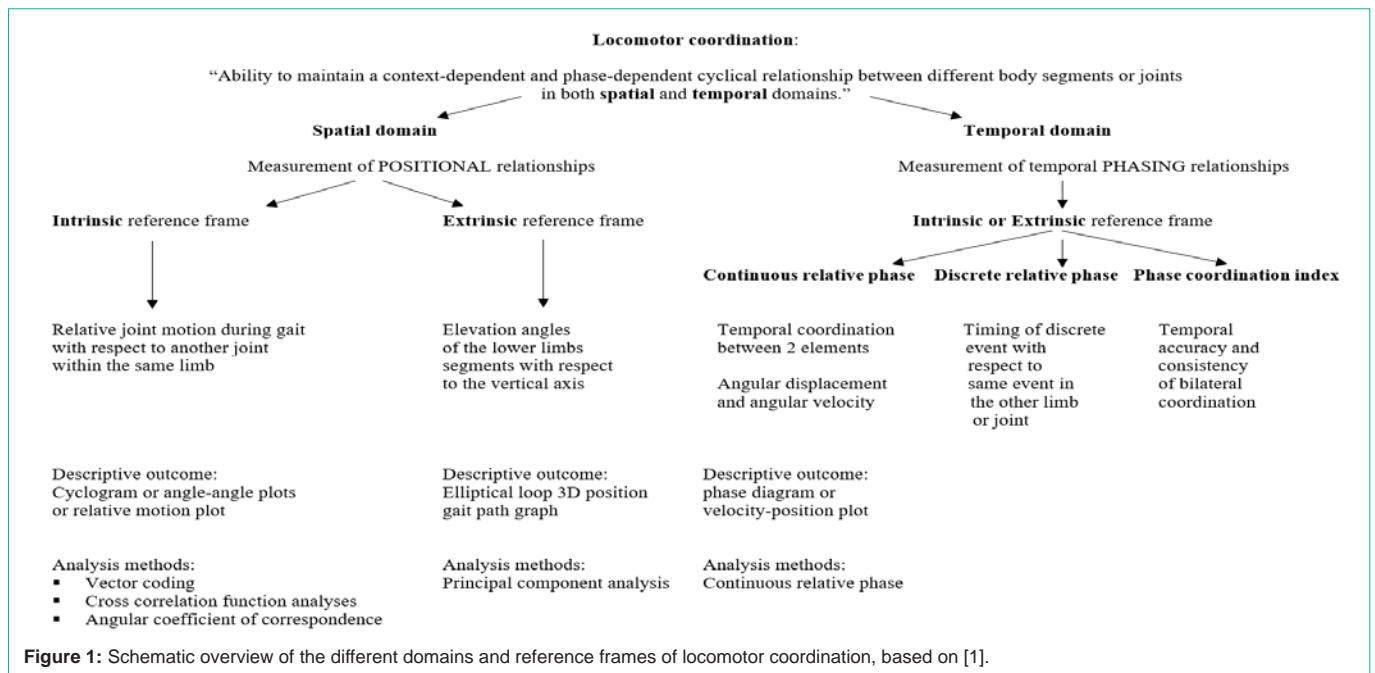 Locomotor coordination:
“Ability to maintain a context-dependent and phase-dependent cyclical relationship between different body segments or joints
in both spatial and temporal domains.”
Spatial domain
Measurement of POSITIONAL relationships
Intrinsic reference frame
Relative joint motion during gait
with respect to another joint
within the same limb
Descriptive outcome:
Cyclogram or angle-angle plots
or relative motion plot
Analysis methods:
▪ Vector coding
▪ Cross correlation function analyses
▪ Angular coefficient of correspondence
Extrinsic reference frame
Elevation angles
of the lower limbs
segments with respect
to the vertical axis
Descriptive outcome:
Elliptical loop 3D position
gait path graph
Analysis methods:
Principal component analysis
Temporal domain
Measurement of temporal PHASING relationships
Intrinsic or Extrinsic reference frame
Continuous relative phase
Temporal coordination
between 2 elements
Angular displacement
and angular velocity
Descriptive outcome:
phase diagram or
velocity-position plot
Analysis methods:
Continuous relative phase
Discrete relative phase
Timing of discrete
event with
respect to
same event in
the other limb
or joint
Phase coordination index
Temporal
accuracy and
consistency
of bilateral
coordination
Figure 1: Schematic overview of the different domains and reference frames of locomotor coordination, based on [1].